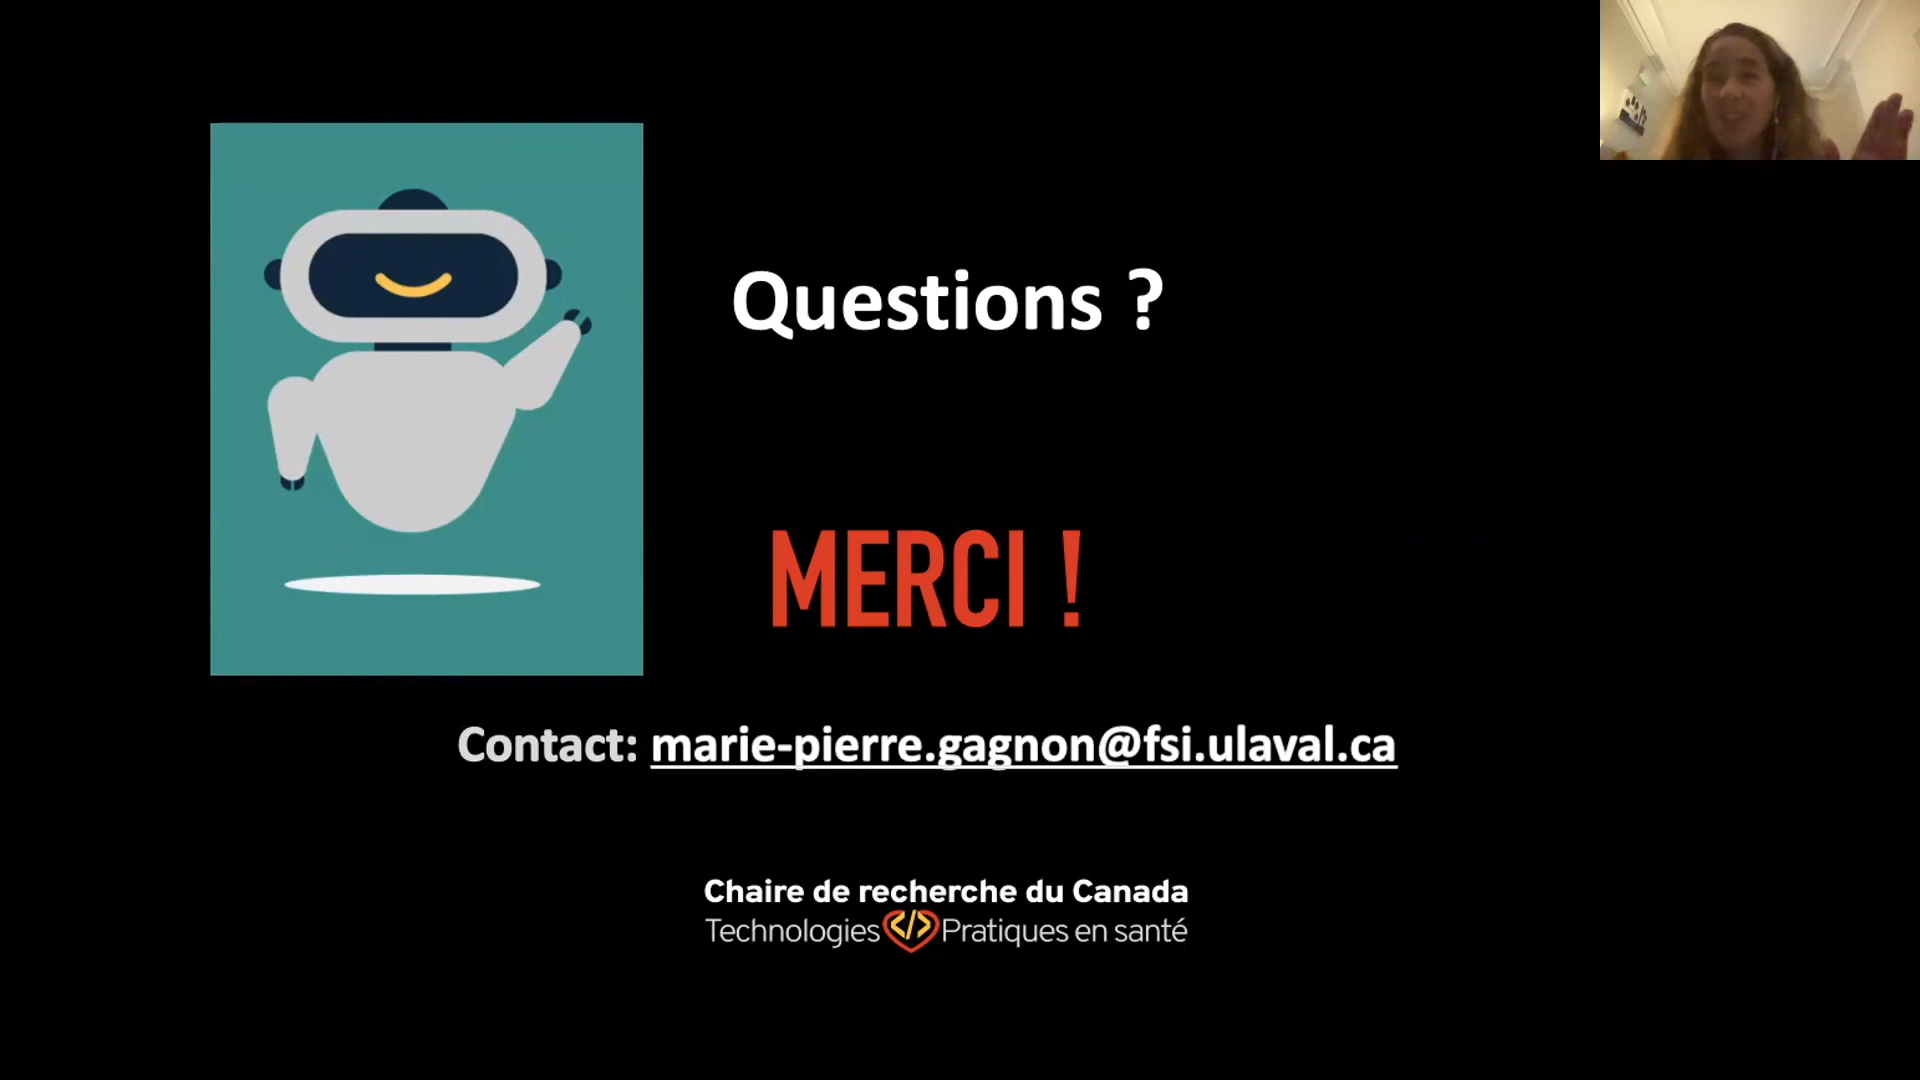 Questions ?
MERCI !
Contact: marie-pierre.gagnon@fsi.ulaval.ca
Chaire de recherche du Canada
Technologies </> Pratiques en santé